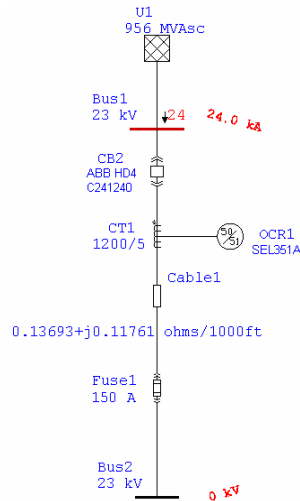 U1
956 MVAsc
Bus1
23 kV
24
24.0 kA
CB2
ABB HD4
C241240
CT1
1200/5
50/51
OCR1
SEL351A
Cable1
0.13693+j0.11761 ohms/1000ft
Fuse1
150 A
Bus2
23 kV
0 kV